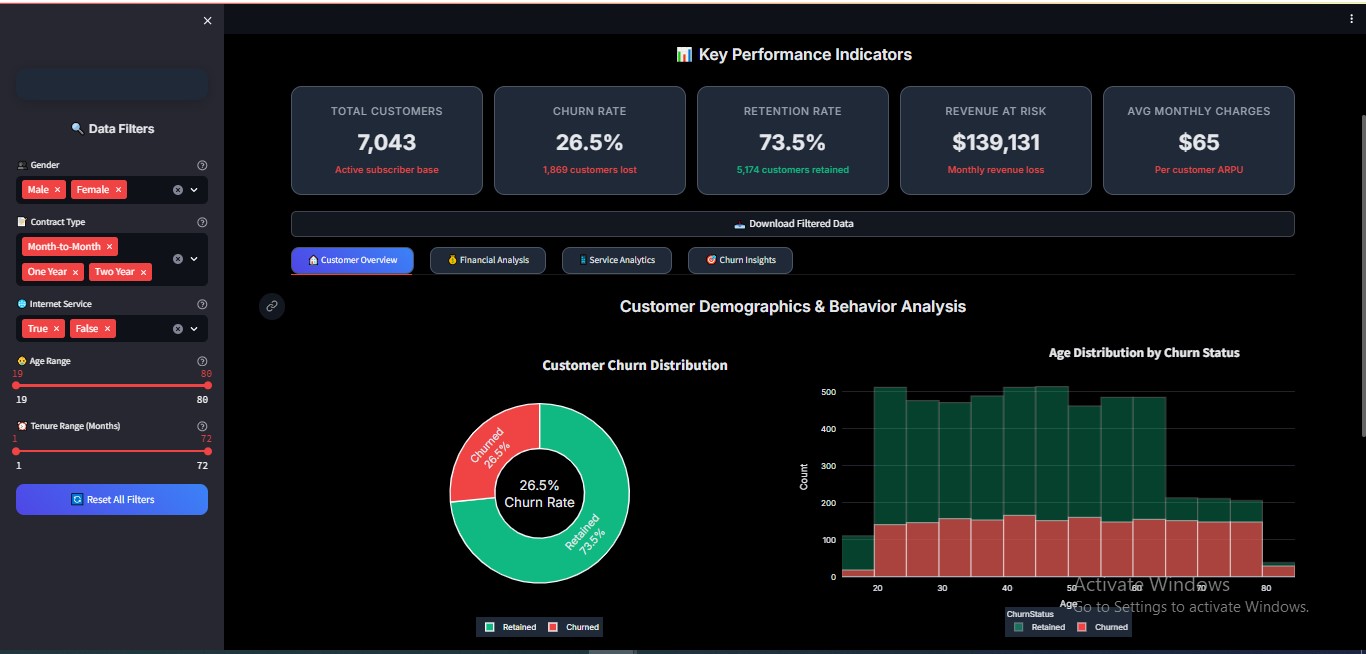 Data Filters
Gender
Male × Female ×
Contract Type
Month-to-Month ×
One Year × Two Year ×
Internet Service
True × False ×
Age Range
19 80
19 80
Tenure Range (Months)
1 72
1 72
Reset All Filters
Key Performance Indicators
TOTAL CUSTOMERS
7,043
Active subscriber base
CHURN RATE
26.5%
1,869 customers lost
RETENTION RATE
73.5%
5,174 customers retained
REVENUE AT RISK
$139,131
Monthly revenue loss
AVG MONTHLY CHARGES
$65
Per customer ARPU
Download Filtered Data
Customer Overview
Financial Analysis
Service Analytics
Churn Insights
Customer Demographics & Behavior Analysis
Customer Churn Distribution
Churned
26.5%
26.5%
Churn Rate
Retained
73.5%
Retained Churned
Age Distribution by Churn Status
Count
500
400
300
200
100
0
20 30 40 50 60 70 80
Age
ChurnStatus
Retained Churned
Activate Windows
Go to Settings to activate Windows.